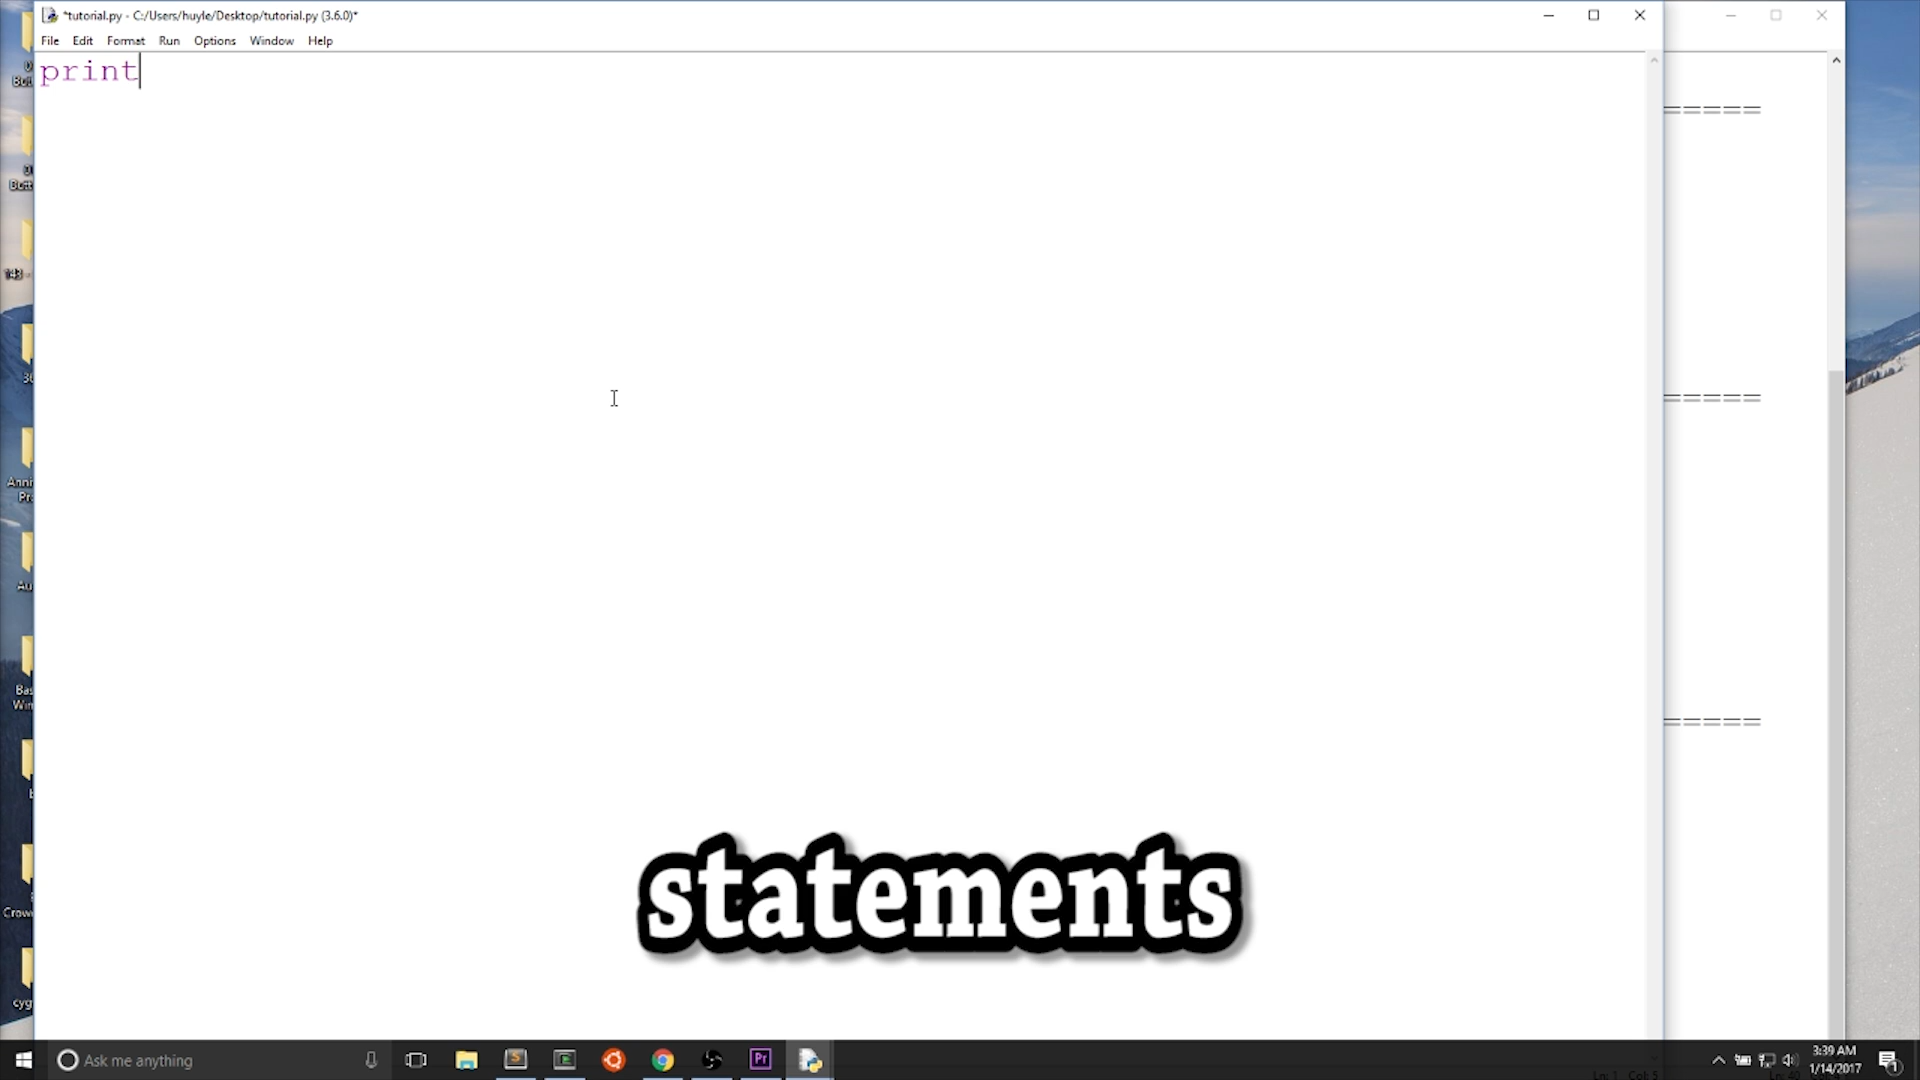 *tutorial.py - C:/Users/huyle/Desktop/tutorial.py (3.6.0)*
File Edit Format Run Options Window Help
print
=====
=====
=====
statements
Ask me anything
3:39 AM
1/14/2017